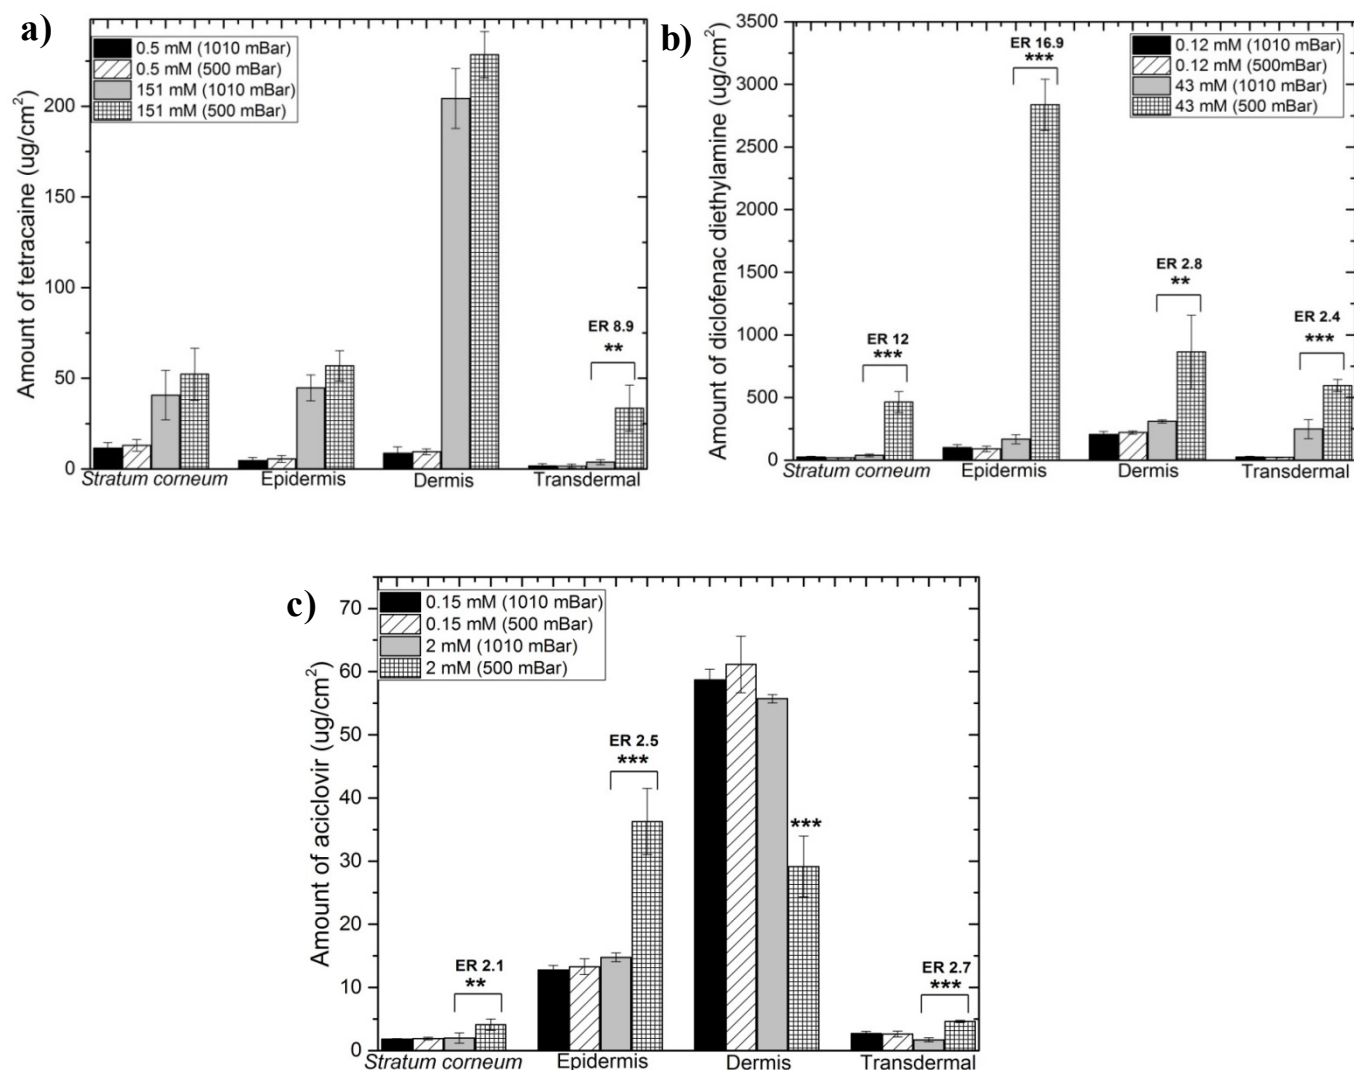 a)
0.5 mM (1010 mBar)
0.5 mM (500 mBar)
151 mM (1010 mBar)
151 mM (500 mBar)
Amount of tetracaine (ug/cm²)
200
150
100
50
0
ER 8.9
**
Stratum corneum Epidermis Dermis Transdermal
b)
0.12 mM (1010 mBar)
0.12 mM (500mBar)
43 mM (1010 mBar)
43 mM (500 mBar)
Amount of diclofenac diethylamine (ug/cm²)
3500
3000
2500
2000
1500
1000
500
0
ER 12
***
ER 16.9
***
ER 2.8
**
ER 2.4
***
Stratum corneum Epidermis Dermis Transdermal
c)
0.15 mM (1010 mBar)
0.15 mM (500 mBar)
2 mM (1010 mBar)
2 mM (500 mBar)
Amount of aciclovir (ug/cm²)
70
60
50
40
30
20
10
0
ER 2.1
**
ER 2.5
***
***
ER 2.7
***
Stratum corneum Epidermis Dermis Transdermal